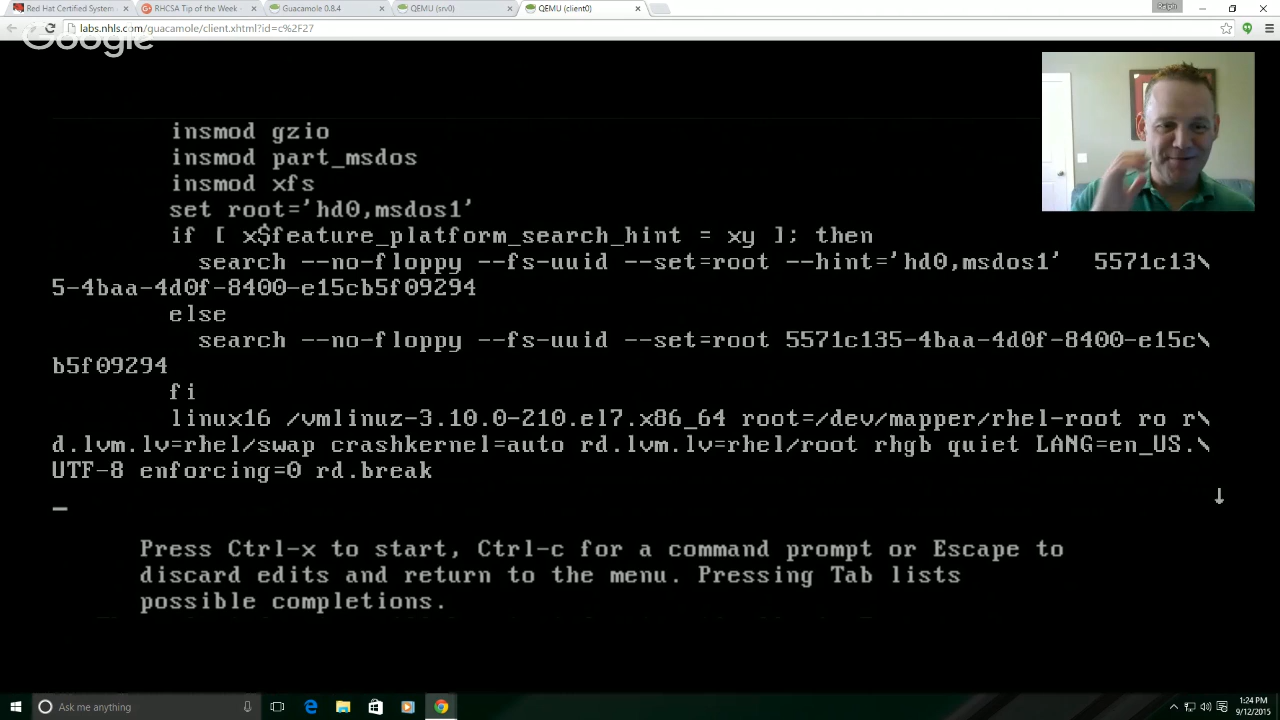 Red Hat Certified System
RHCSA Tip of the Week -
Guacamole 0.8.4
QEMU (srv0)
QEMU (client0)
Ralph
labs.nhls.com/guacamole/client.xhtml?id=c%2F27
Google
insmod gzio
insmod part_msdos
insmod xfs
set root='hd0,msdos1'
if [ x$feature_platform_search_hint = xy ]; then
search --no-floppy --fs-uuid --set=root --hint='hd0,msdos1'  5571c13\
5-4baa-4d0f-8400-e15cb5f09294
else
search --no-floppy --fs-uuid --set=root 5571c135-4baa-4d0f-8400-e15c\
b5f09294
fi
linux16 /vmlinuz-3.10.0-210.el7.x86_64 root=/dev/mapper/rhel-root ro r\
d.lvm.lv=rhel/swap crashkernel=auto rd.lvm.lv=rhel/root rhgb quiet LANG=en_US.\
UTF-8 enforcing=0 rd.break
Press Ctrl-x to start, Ctrl-c for a command prompt or Escape to
discard edits and return to the menu. Pressing Tab lists
possible completions.
Ask me anything
1:24 PM
9/12/2015